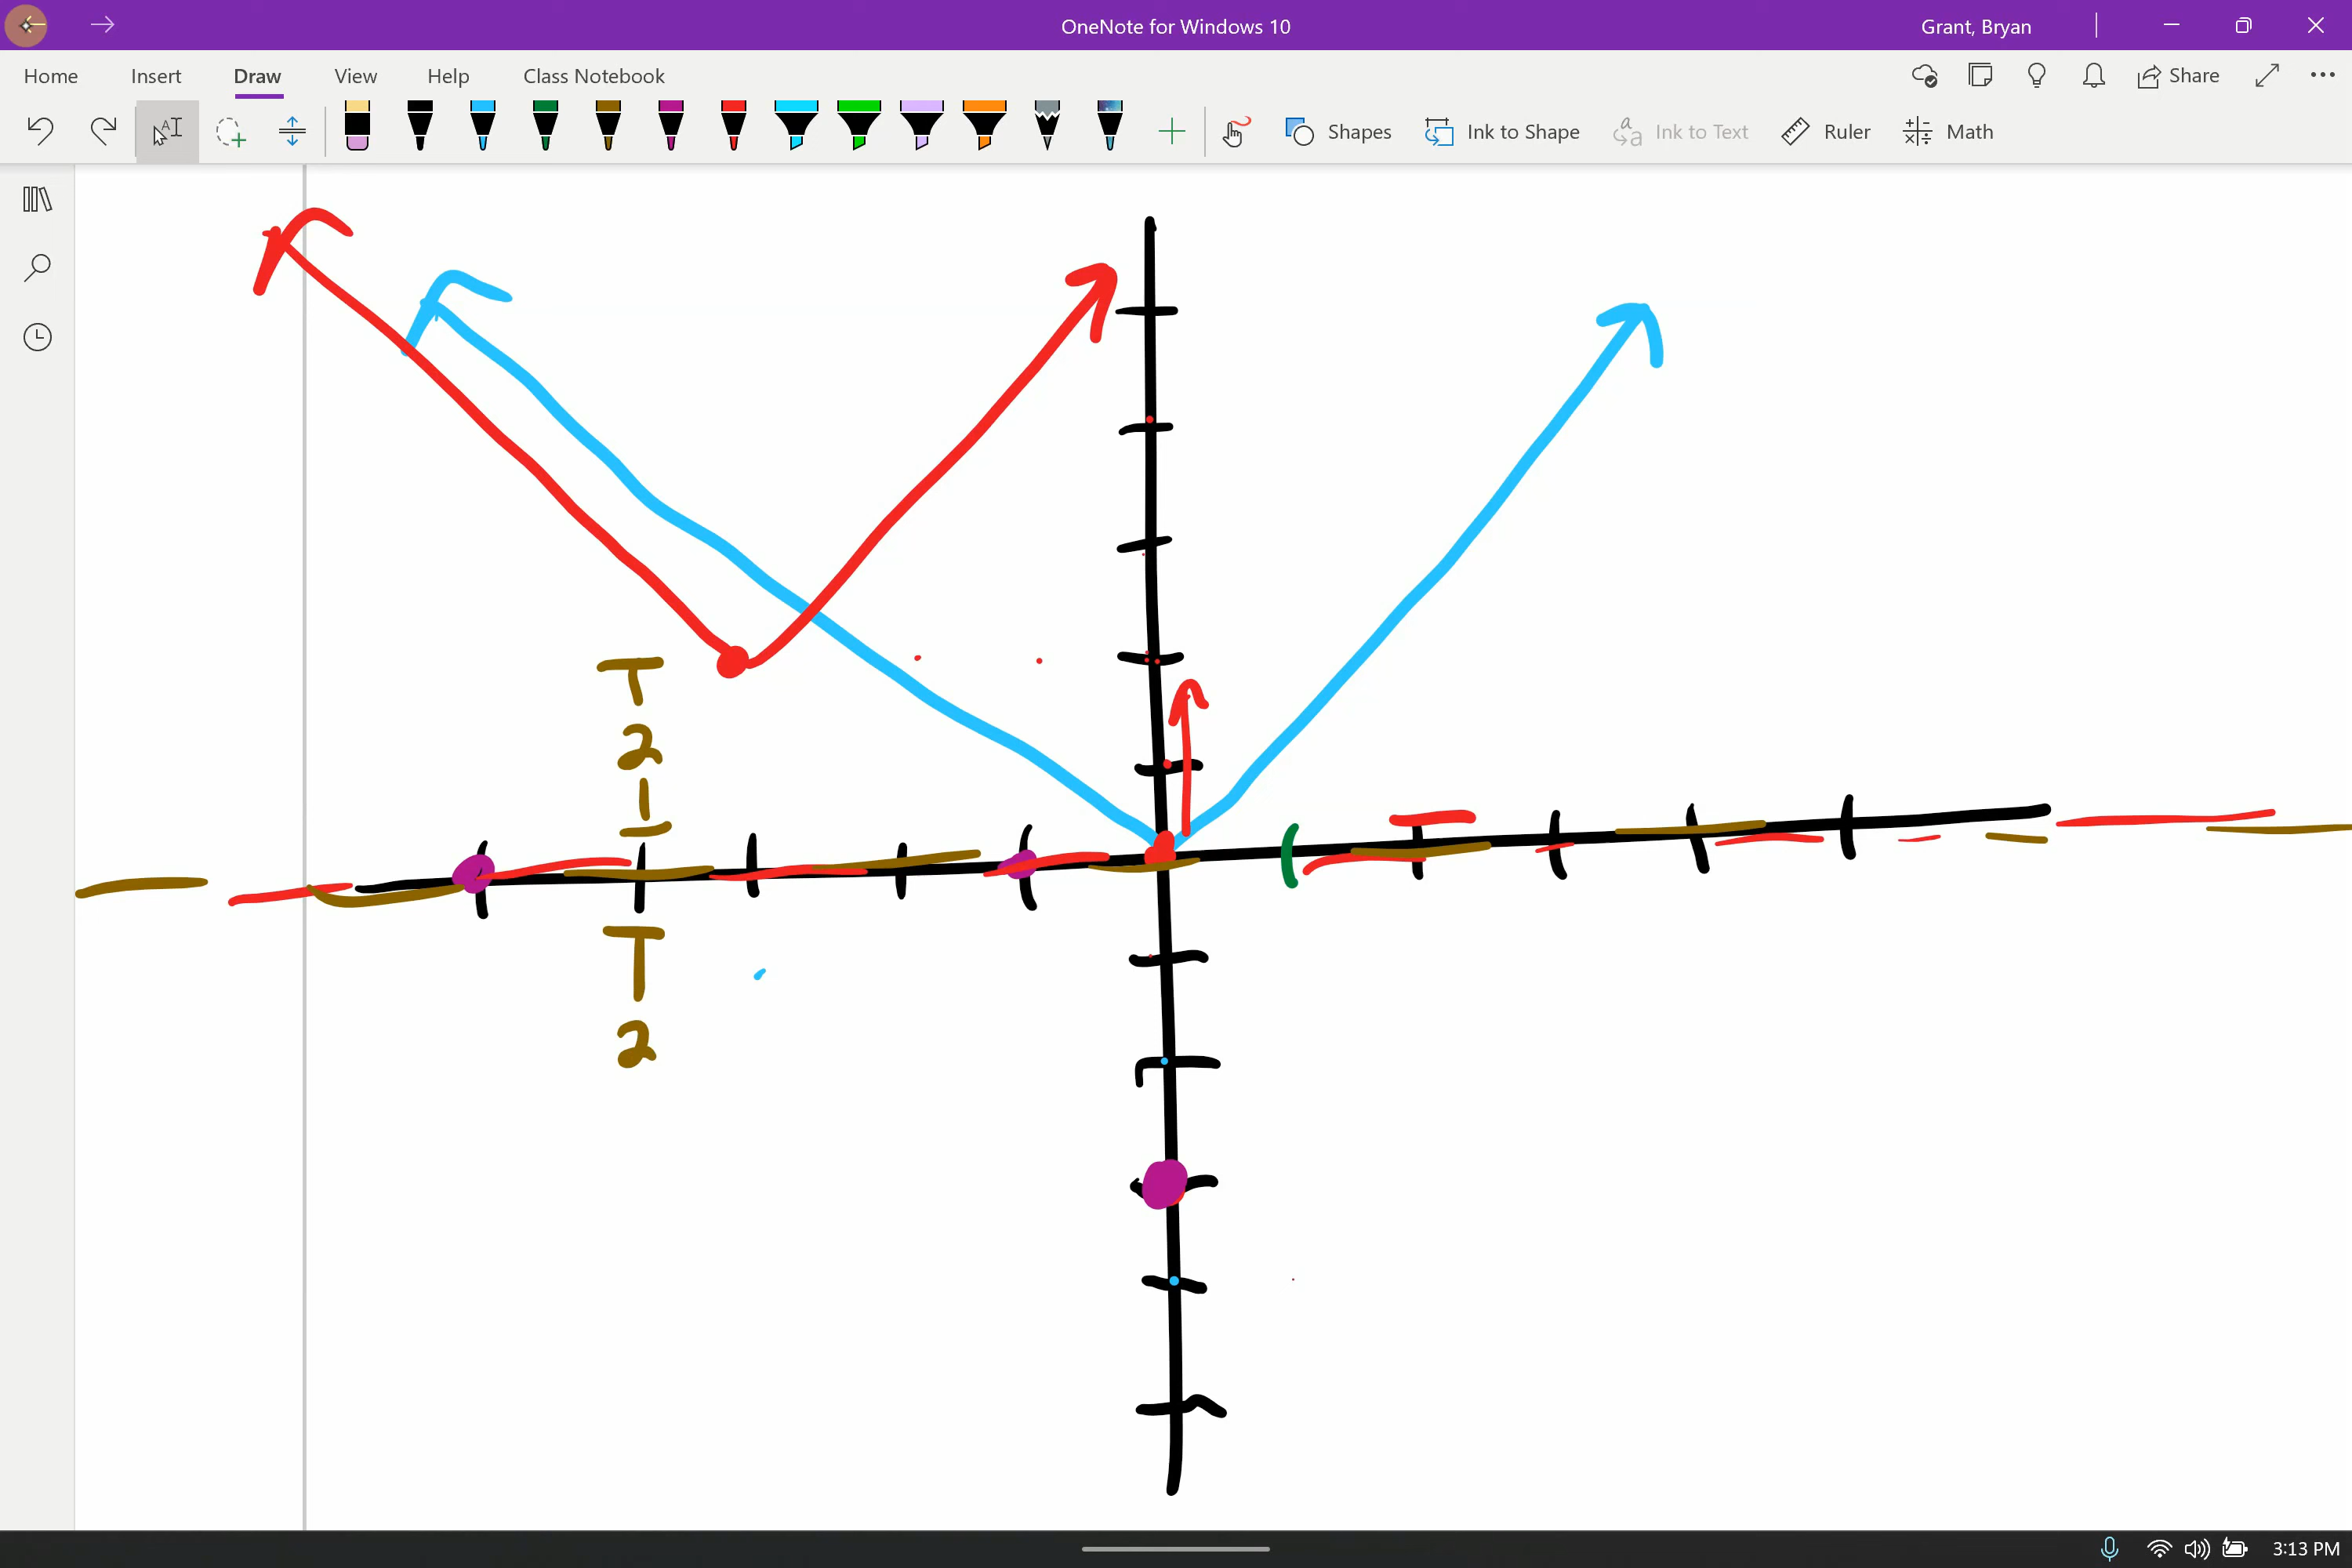 OneNote for Windows 10
Grant, Bryan
Home Insert Draw View Help Class Notebook
Share
Shapes Ink to Shape Ink to Text Ruler Math
T
2
T
2
3:13 PM